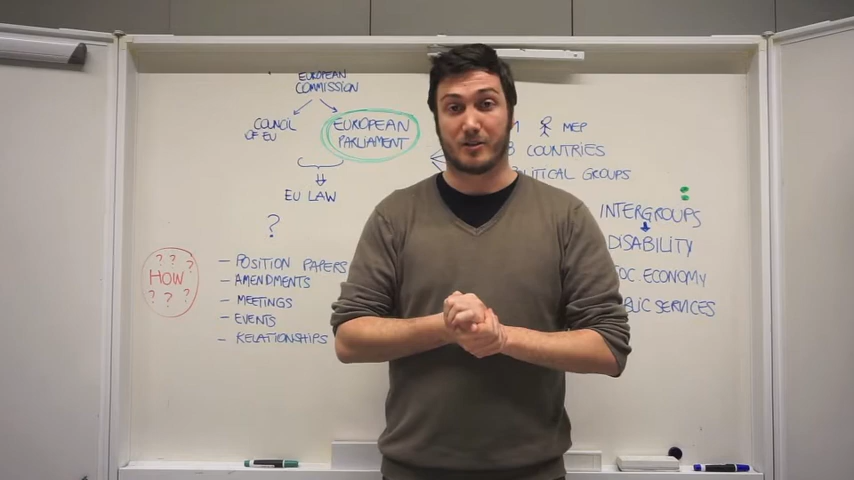 EUROPEAN
COMMISSION
COUNCIL
OF EU
EUROPEAN
PARLIAMENT
EU LAW
?
? ? ?
HOW
? ? ?
- POSITION PAPERS
- AMENDMENTS
- MEETINGS
- EVENTS
- RELATIONSHIPS
MEP
COUNTRIES
GROUPS
INTERGROUPS
DISABILITY
ECONOMY
SERVICES